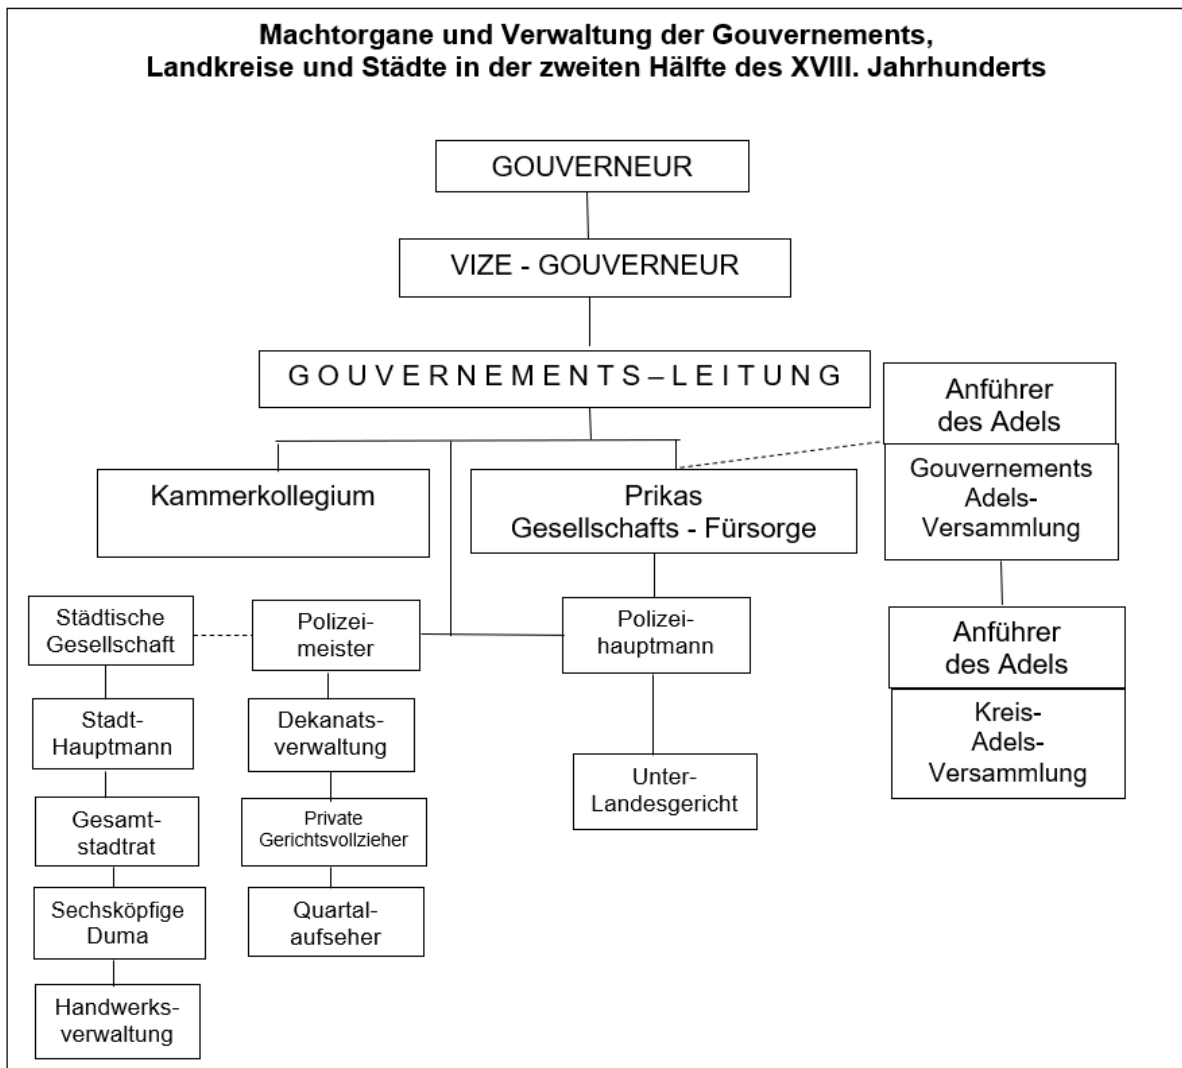 Machtorgane und Verwaltung der Gouvernements,
Landkreise und Städte in der zweiten Hälfte des XVIII. Jahrhunderts
GOUVERNEUR
VIZE - GOUVERNEUR
G O U V E R N E M E N T S – L E I T U N G
Anführer
des Adels
Gouvernements
Adels-
Versammlung
Kammerkollegium
Prikas
Gesellschafts - Fürsorge
Städtische
Gesellschaft
Polizei-
meister
Polizei-
hauptmann
Anführer
des Adels
Kreis-
Adels-
Versammlung
Stadt-
Hauptmann
Dekanats-
verwaltung
Unter-
Landesgericht
Gesamt-
stadtrat
Private
Gerichtsvollzieher
Sechsköpfige
Duma
Quartal-
aufseher
Handwerks-
verwaltung